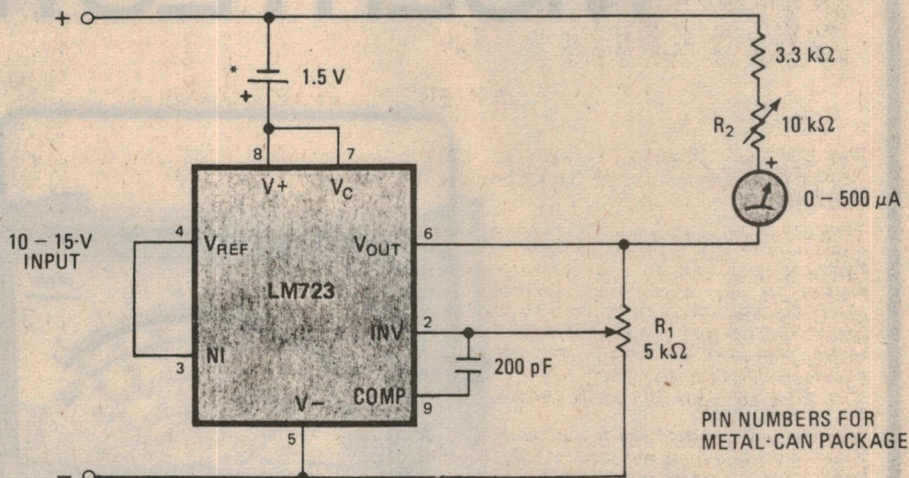 +
* 1.5 V
+
3.3 kΩ
R2 10 kΩ
+
0 – 500 μA
8 7
V+ VC
10 – 15-V
INPUT
4 VREF VOUT 6
LM723
INV 2
R1
5 kΩ
3 NI
200 pF
COMP 9
V–
5
PIN NUMBERS FOR
METAL-CAN PACKAGE
–